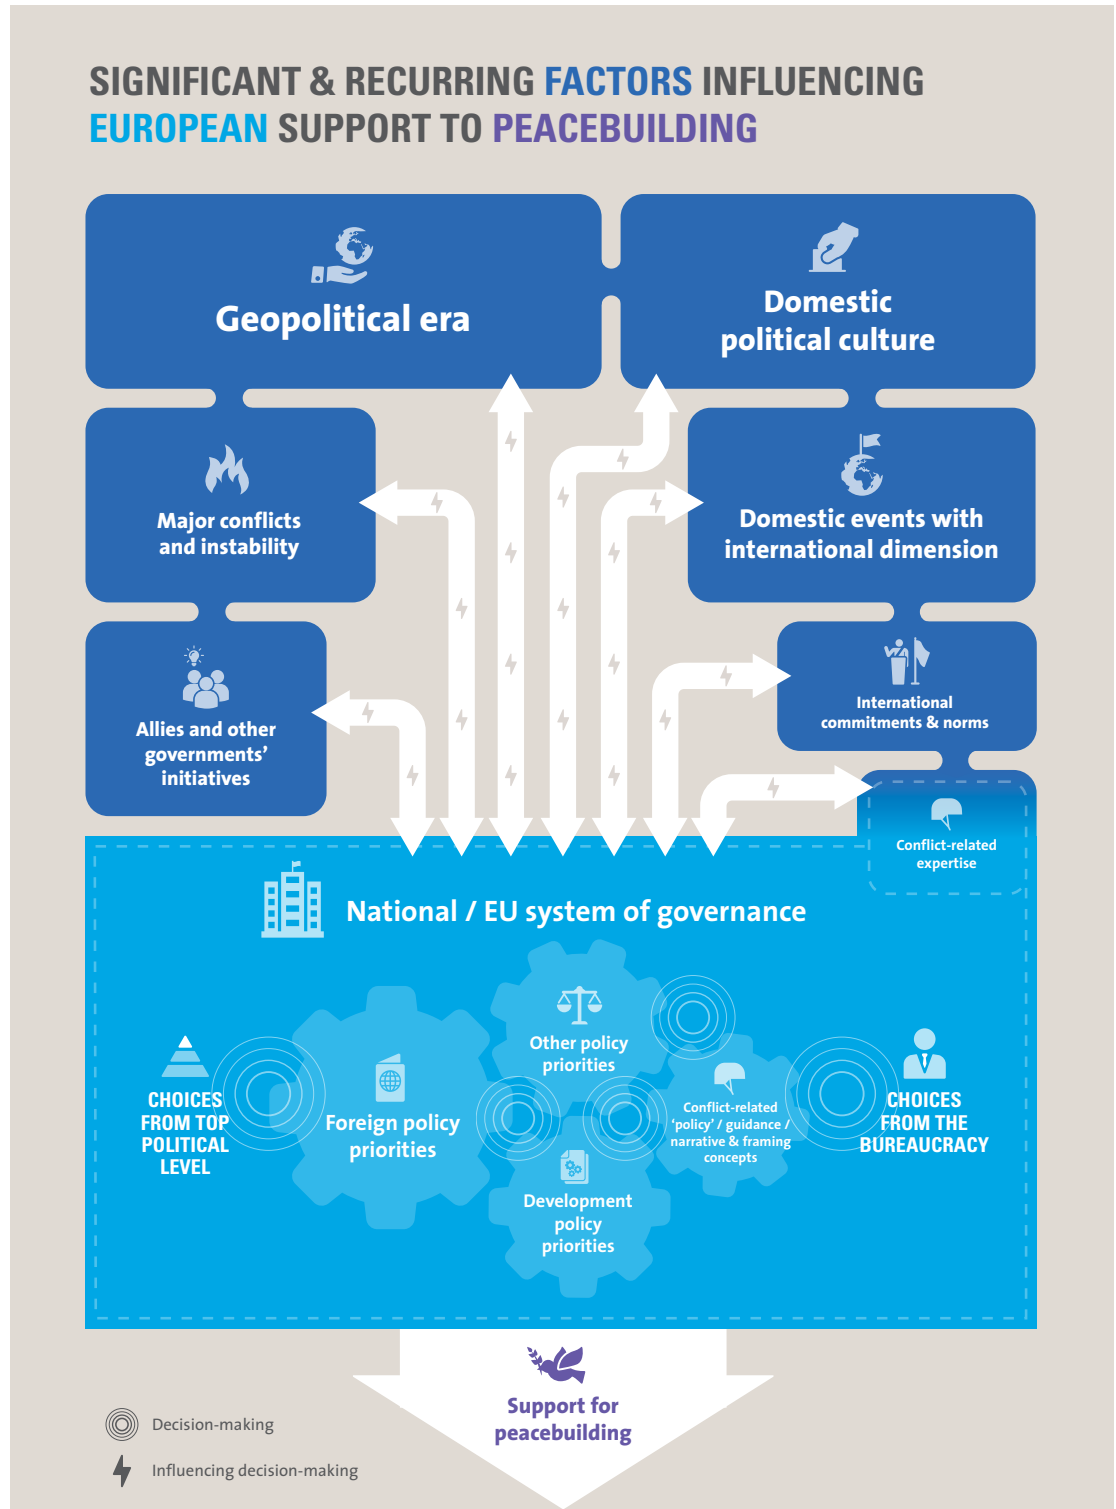 SIGNIFICANT & RECURRING FACTORS INFLUENCING
EUROPEAN SUPPORT TO PEACEBUILDING
Geopolitical era
Domestic
political culture
Major conflicts
and instability
Domestic events with
international dimension
Allies and other
governments’
initiatives
International
commitments & norms
Conflict-related
expertise
National / EU system of governance
CHOICES
FROM TOP
POLITICAL
LEVEL
Foreign policy
priorities
Other policy
priorities
Development
policy
priorities
Conflict-related
‘policy’ / guidance /
narrative & framing
concepts
CHOICES
FROM THE
BUREAUCRACY
Support for
peacebuilding
Decision-making
Influencing decision-making